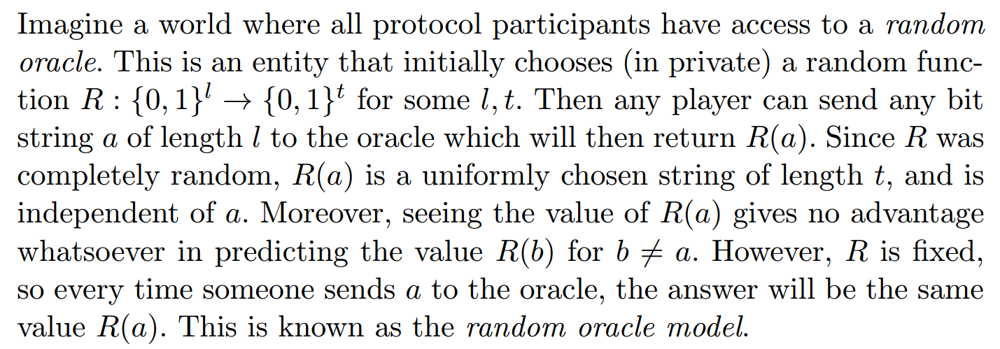 Imagine a world where all protocol participants have access to a random
oracle. This is an entity that initially chooses (in private) a random func-
tion R : {0, 1}^l → {0, 1}^t for some l, t. Then any player can send any bit
string a of length l to the oracle which will then return R(a). Since R was
completely random, R(a) is a uniformly chosen string of length t, and is
independent of a. Moreover, seeing the value of R(a) gives no advantage
whatsoever in predicting the value R(b) for b ≠ a. However, R is fixed,
so every time someone sends a to the oracle, the answer will be the same
value R(a). This is known as the random oracle model.